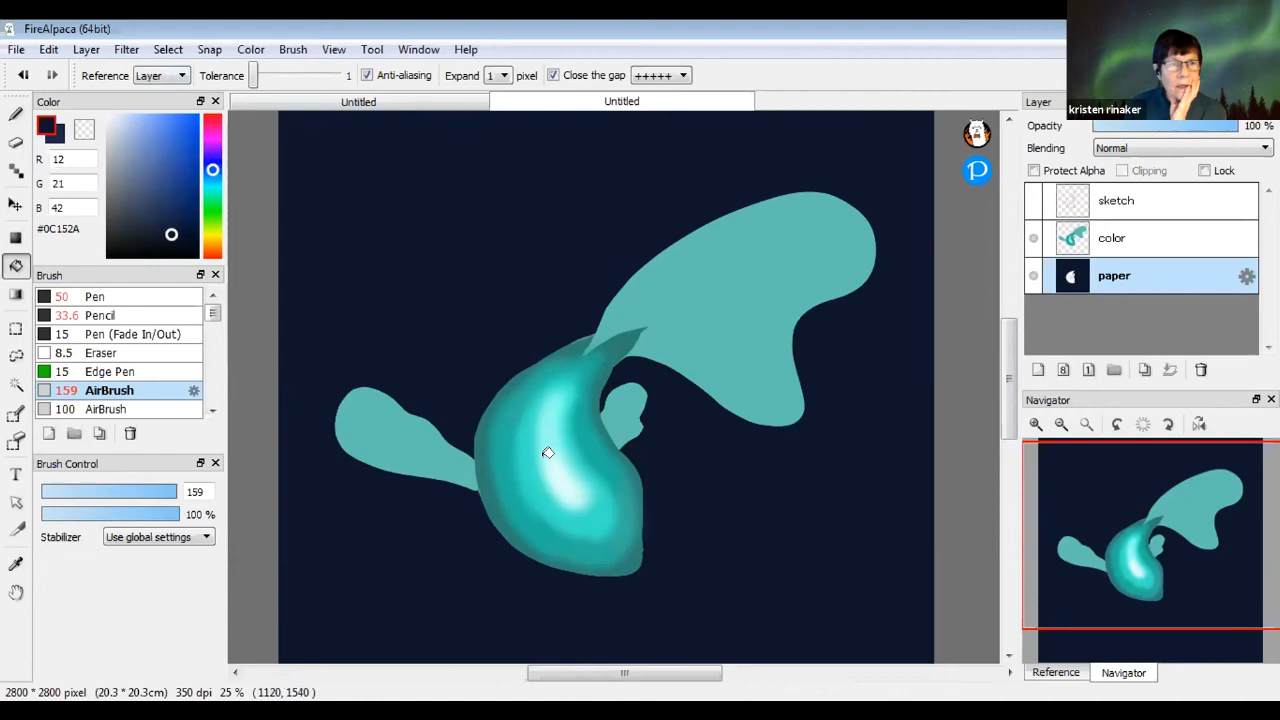 FireAlpaca (64bit)
File Edit Layer Filter Select Snap Color Brush View Tool Window Help
Reference Layer Tolerance 1 Anti-aliasing Expand 1 pixel Close the gap +++++
kristen rinaker
Color
R 12
G 21
B 42
#0C152A
Brush
50 Pen
33.6 Pencil
15 Pen (Fade In/Out)
8.5 Eraser
15 Edge Pen
159 AirBrush
100 AirBrush
Brush Control
159
100 %
Stabilizer Use global settings
Untitled Untitled
P
Layer
Opacity 100 %
Blending Normal
Protect Alpha Clipping Lock
sketch
color
paper
8 1
Navigator
Reference Navigator
2800 * 2800 pixel (20.3 * 20.3cm) 350 dpi 25 % (1120, 1540 )
T